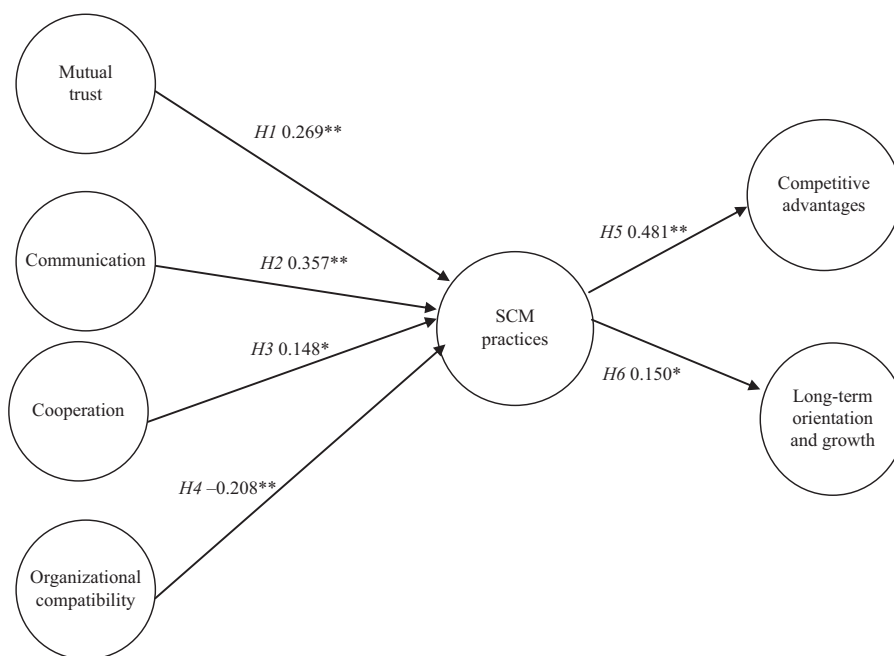 Mutual
trust
H1 0.269**
Communication
H2 0.357**
Cooperation
H3 0.148*
Organizational
compatibility
H4 –0.208**
SCM
practices
H5 0.481**
H6 0.150*
Competitive
advantages
Long-term
orientation
and growth